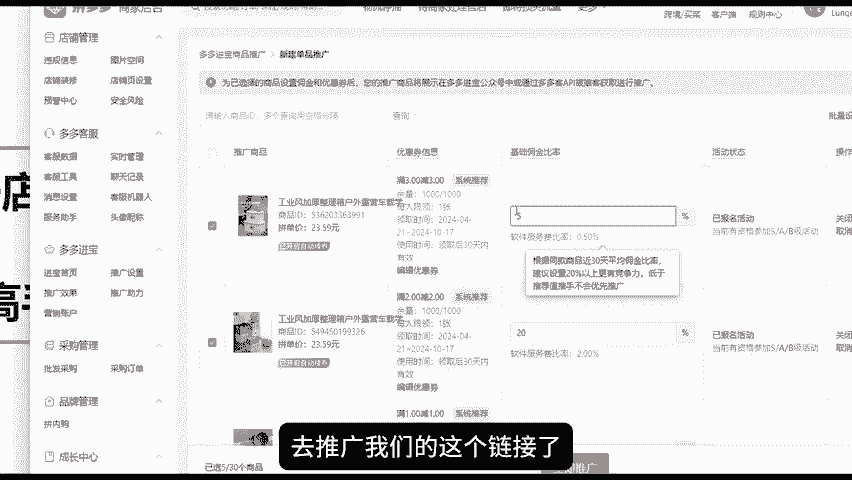 拼多多 商家后台
跨境/买菜 客户端 规则中心
店铺管理
违规信息 图片空间
店铺装修 店铺页设置
预警中心 安全风险
多多客服
客服数据 实时管理
客服工具 聊天记录
消息设置 客服机器人
服务助手 头像昵称
多多进宝
进宝首页 推广设置
推广效果 推广助力
营销账户
采购管理
批发采购 采购订单
品牌管理
拼内购
成长中心
多多进宝商品推广 > 新建单品推广
为已选择的商品设置佣金和优惠券后，您的推广商品将展示在多多进宝公众号中或通过多多客API被推客获取进行推广。
请输入商品ID，多个查询用空格分隔 查询 批量设
推广商品 优惠券信息 基础佣金比率 活动状态 操作
工业风加厚整理箱户外露营车载学
商品ID: 536203363991
拼单价: 23.59元
已开启自动续券
满3.00减3.00 系统推荐
余量: 1000/1000
每人限领: 1张
领取时间: 2024-04-
21~2024-10-17
使用时间: 领取后30天内
有效
编辑优惠券
5 %
软件服务费比率: 0.50%
根据同款商品近30天平均佣金比率，
建议设置20%以上更有竞争力，低于
推荐值推手不会优先推广
已报名活动
当前有资格参加S/A/B级活动
关闭
取消
工业风加厚整理箱户外露营车载学
商品ID: 549450199326
拼单价: 23.59元
已开启自动续券
满2.00减2.00 系统推荐
余量: 1000/1000
每人限领: 1张
领取时间: 2024-04-
21~2024-10-17
使用时间: 领取后30天内
有效
编辑优惠券
20 %
软件服务费比率: 2.00%
已报名活动
当前有资格参加S/A/B级活动
关闭
取消
满1.00减1.00 系统推荐
已选5/30个商品
去推广我们的这个链接了